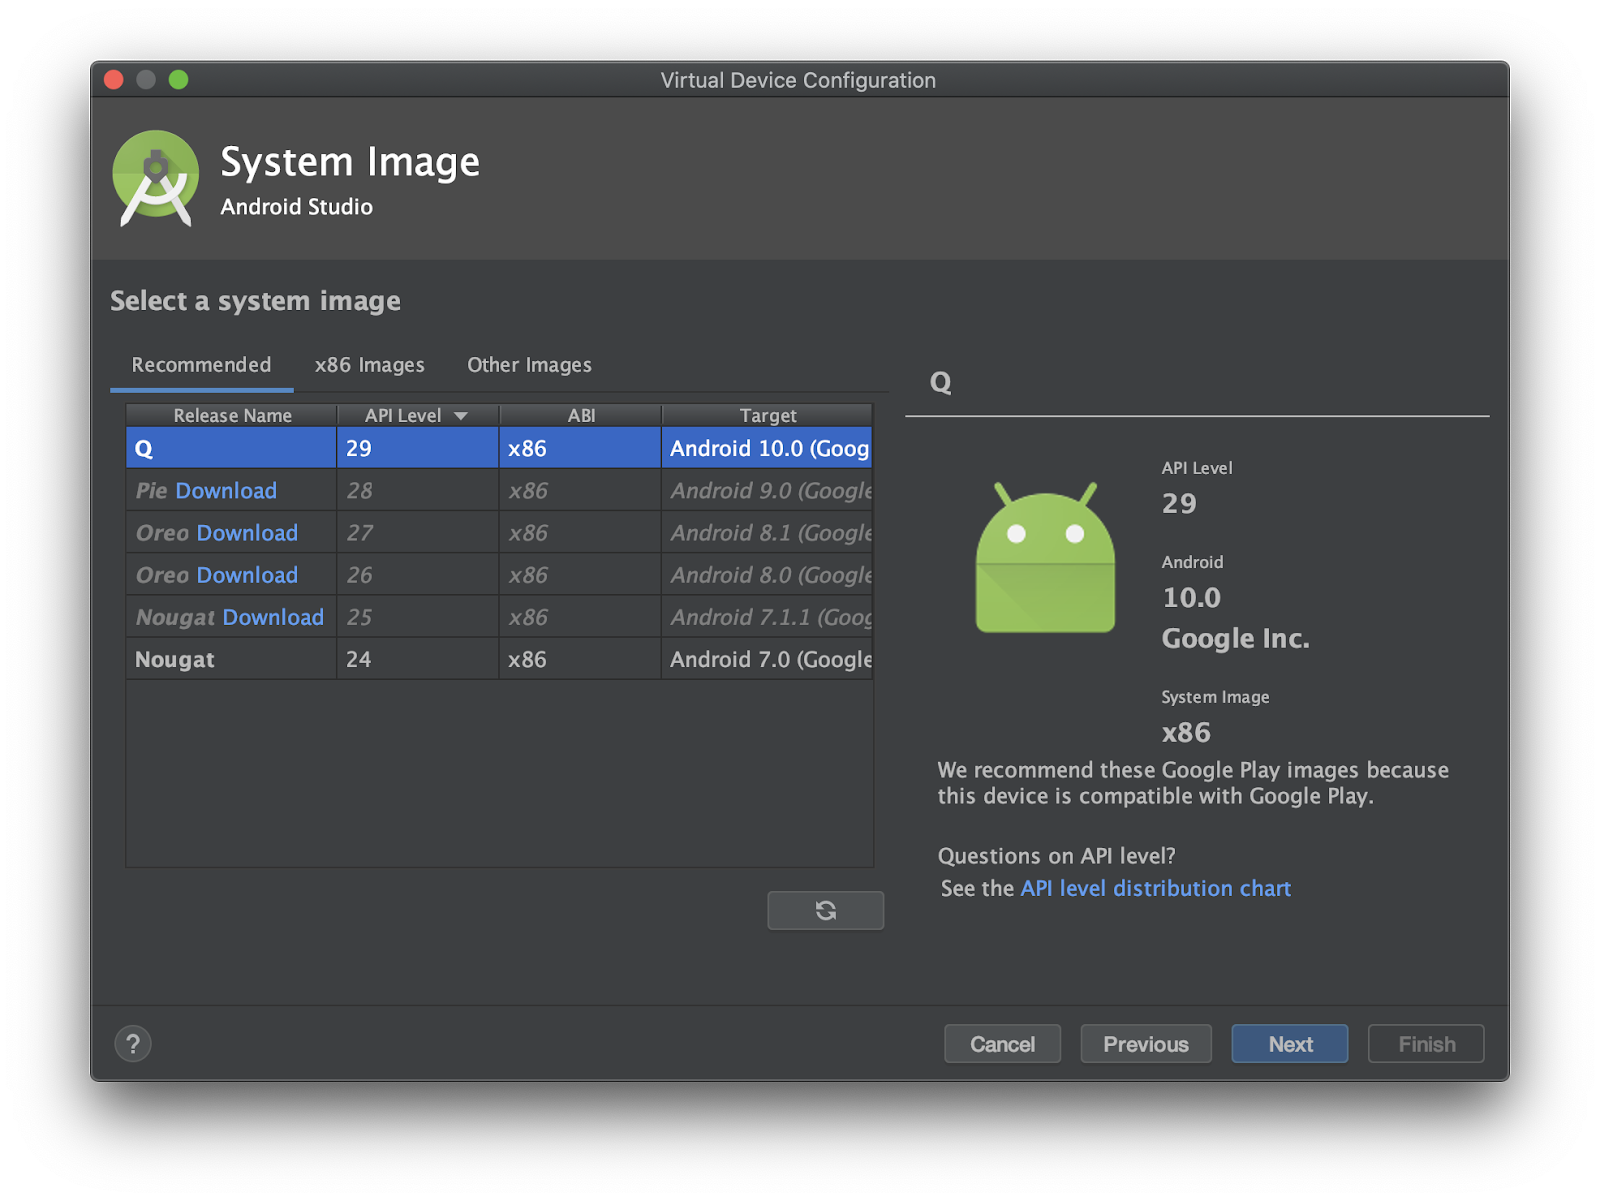 Virtual Device Configuration
System Image
Android Studio
Select a system image
Recommended x86 Images Other Images
Release Name API Level ABI Target
Q 29 x86 Android 10.0 (Goog
Pie Download 28 x86 Android 9.0 (Google
Oreo Download 27 x86 Android 8.1 (Google
Oreo Download 26 x86 Android 8.0 (Google
Nougat Download 25 x86 Android 7.1.1 (Goog
Nougat 24 x86 Android 7.0 (Google
Q
API Level
29
Android
10.0
Google Inc.
System Image
x86
We recommend these Google Play images because
this device is compatible with Google Play.
Questions on API level?
See the API level distribution chart
? Cancel Previous Next Finish